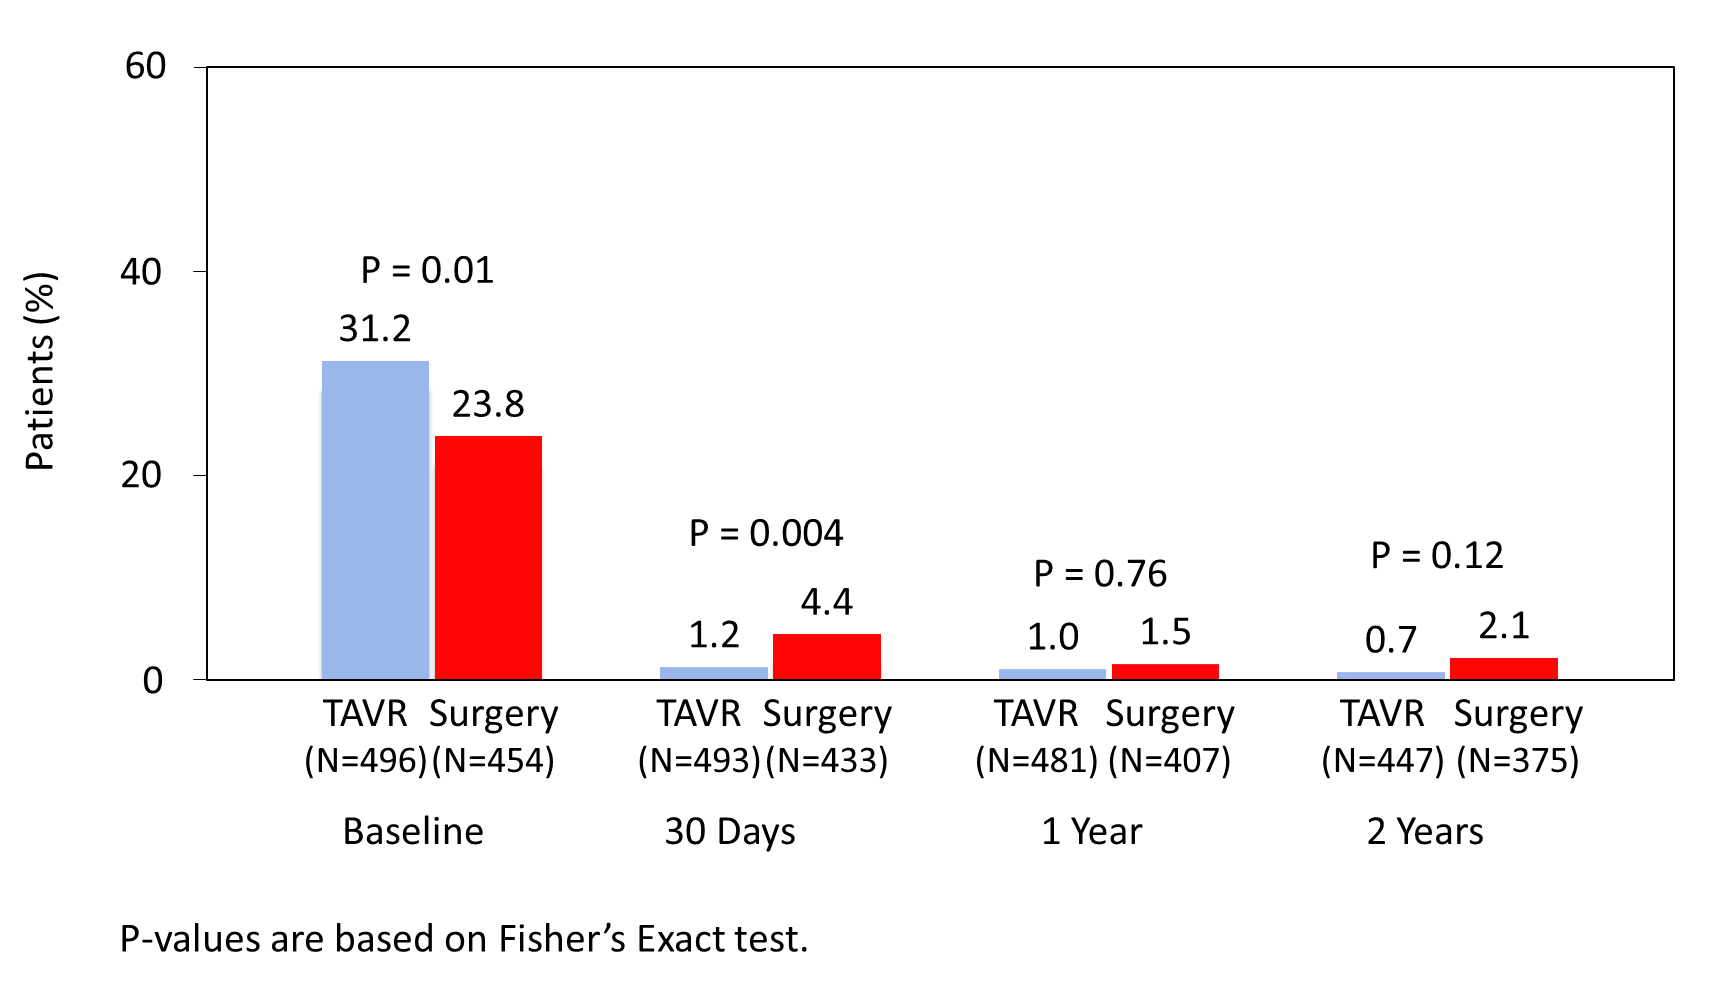 60
40
20
0
Patients (%)
P = 0.01
31.2
23.8
P = 0.004
1.2
4.4
P = 0.76
1.0
1.5
P = 0.12
0.7
2.1
TAVR Surgery TAVR Surgery TAVR Surgery TAVR Surgery
(N=496) (N=454) (N=493) (N=433) (N=481) (N=407) (N=447) (N=375)
Baseline 30 Days 1 Year 2 Years
P-values are based on Fisher’s Exact test.